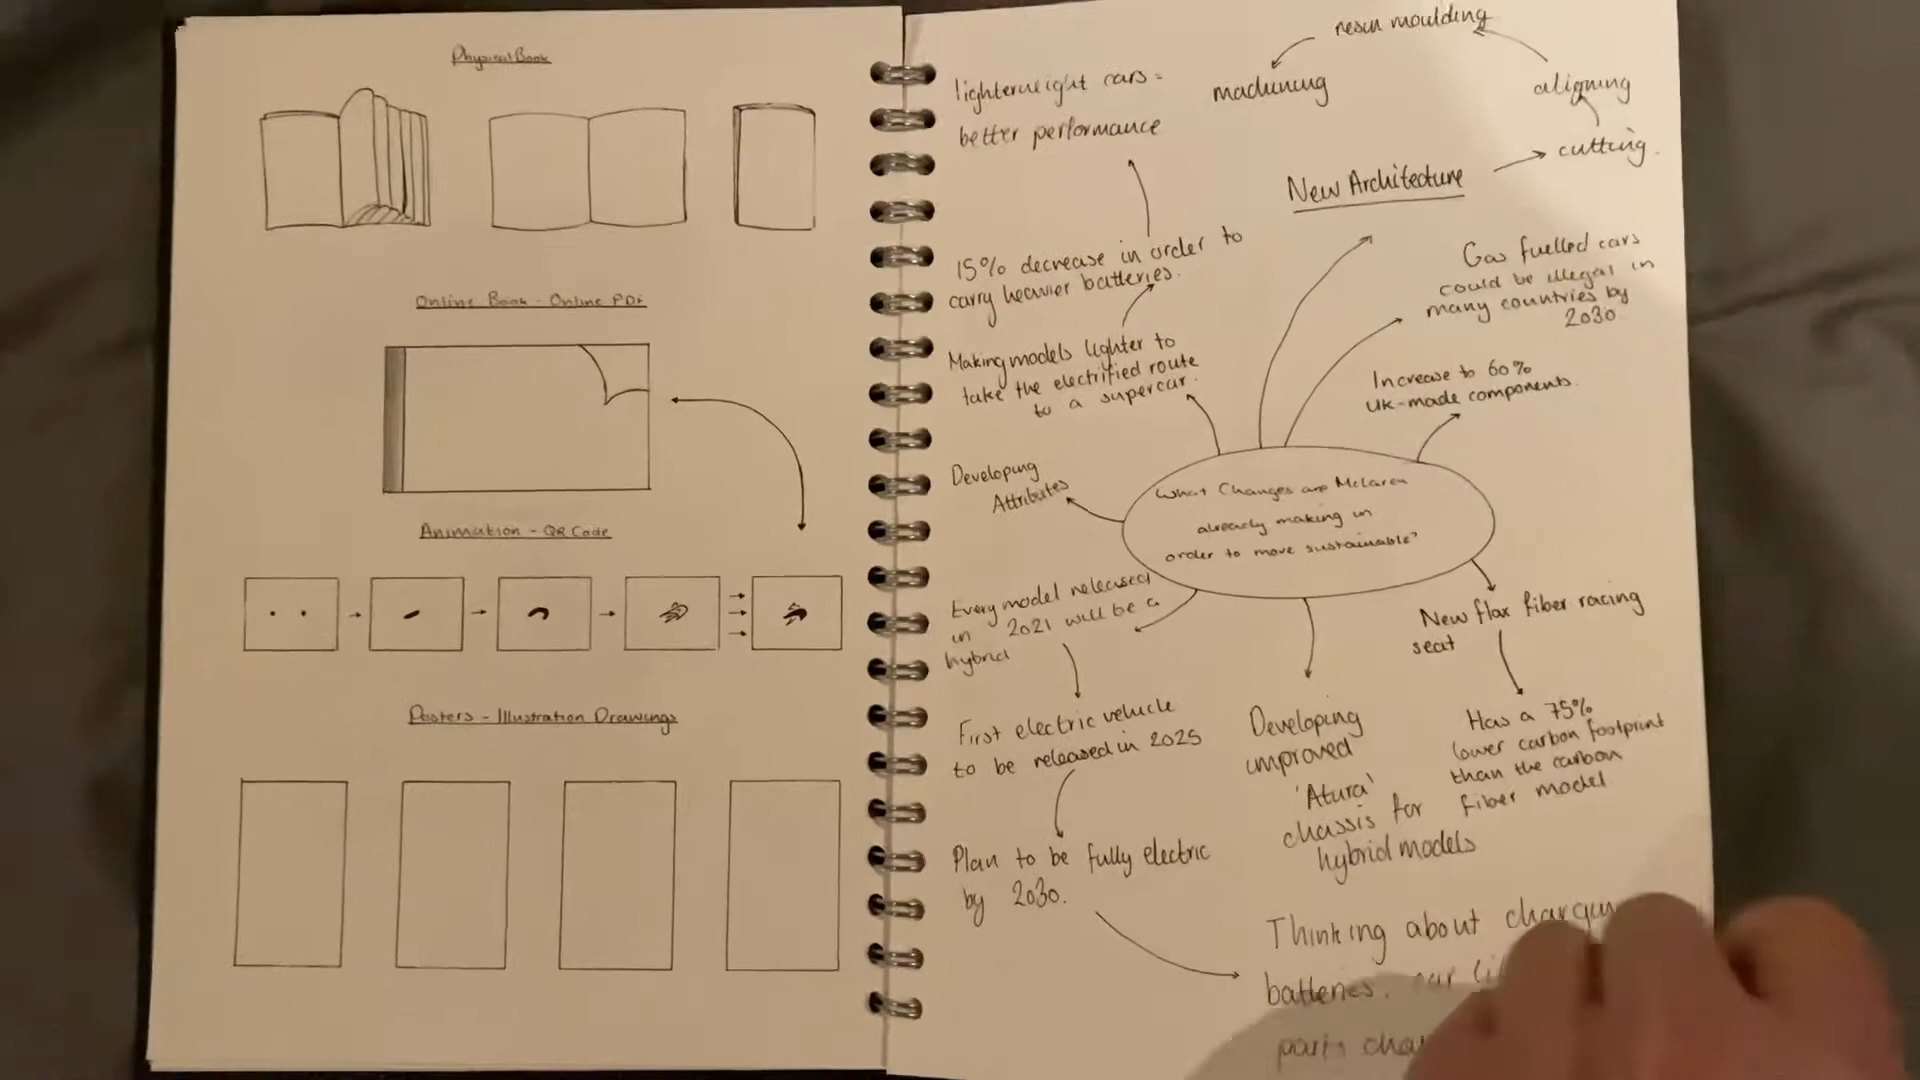 Physical Book
Online Book - Online PDF
Animation - QR Code
Posters - Illustration Drawings
resin moulding
machining
aligning
cutting.
New Architecture
lighterweight cars =
better performance
15% decrease in order to
carry heavier batteries.
Making models lighter to
take the electrified route
to a supercar.
Developing
Attributes
Every model released
in 2021 will be a
hybrid
First electric vehicle
to be released in 2025
Plan to be fully electric
by 2030.
Gas fuelled cars
could be illegal in
many countries by
2030
Increase to 60%
UK-made components.
What Changes are McLaren
already making in
order to move sustainable?
New flax fiber racing
seat
Has a 75%
lower carbon footprint
than the carbon
fiber model
Developing
improved
'Atura'
chassis for
hybrid models
Thinking about
batteries.
parts